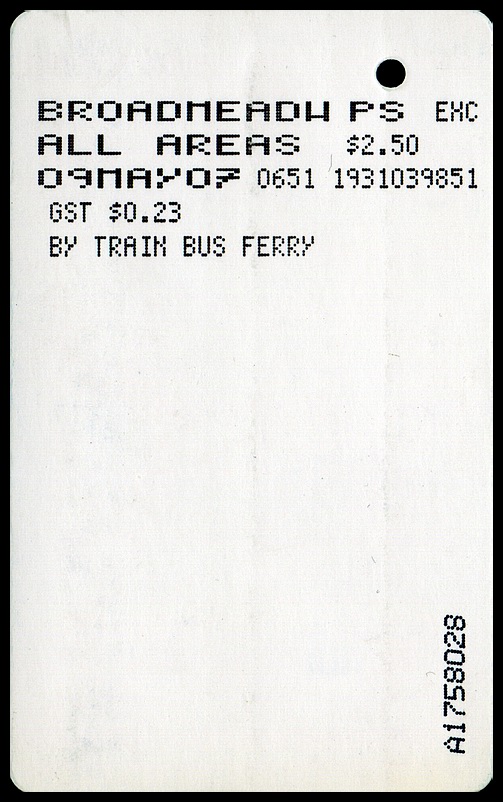 BROADMEADW PS EXC
ALL AREAS $2.50
09MAY07 0651 1931039851
GST $0.23
BY TRAIN BUS FERRY
A1758028